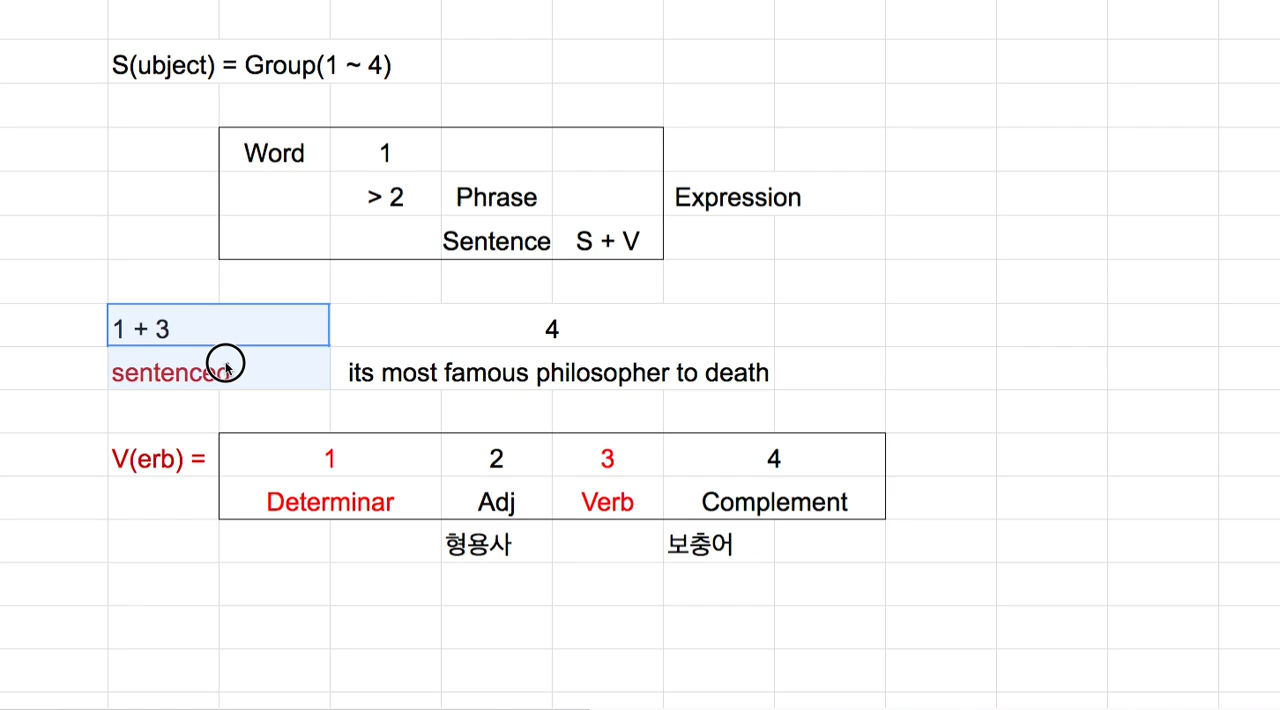 S(ubject) = Group(1 ~ 4)
Word 1
> 2 Phrase Expression
Sentence S + V
1 + 3 4
sentenced its most famous philosopher to death
V(erb) = 1 2 3 4
Determinar Adj Verb Complement
형용사 보충어